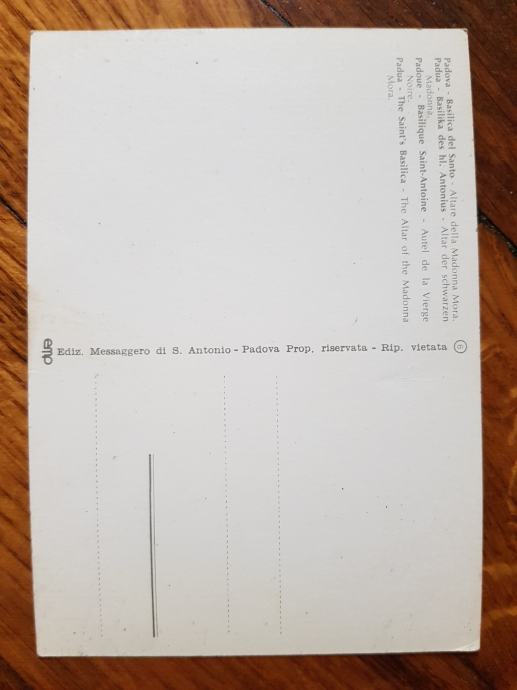 Padova - Basilica del Santo - Altare della Madonna Mora.
Padua - Basilika des hl. Antonius - Altar der schwarzen
Madonna.
Padoue - Basilique Saint-Antoine - Autel de la Vierge
Noire.
Padua - The Saint's Basilica - The Altar of the Madonna
Mora.
emp Ediz. Messaggero di S. Antonio - Padova Prop. riservata - Rip. vietata 6